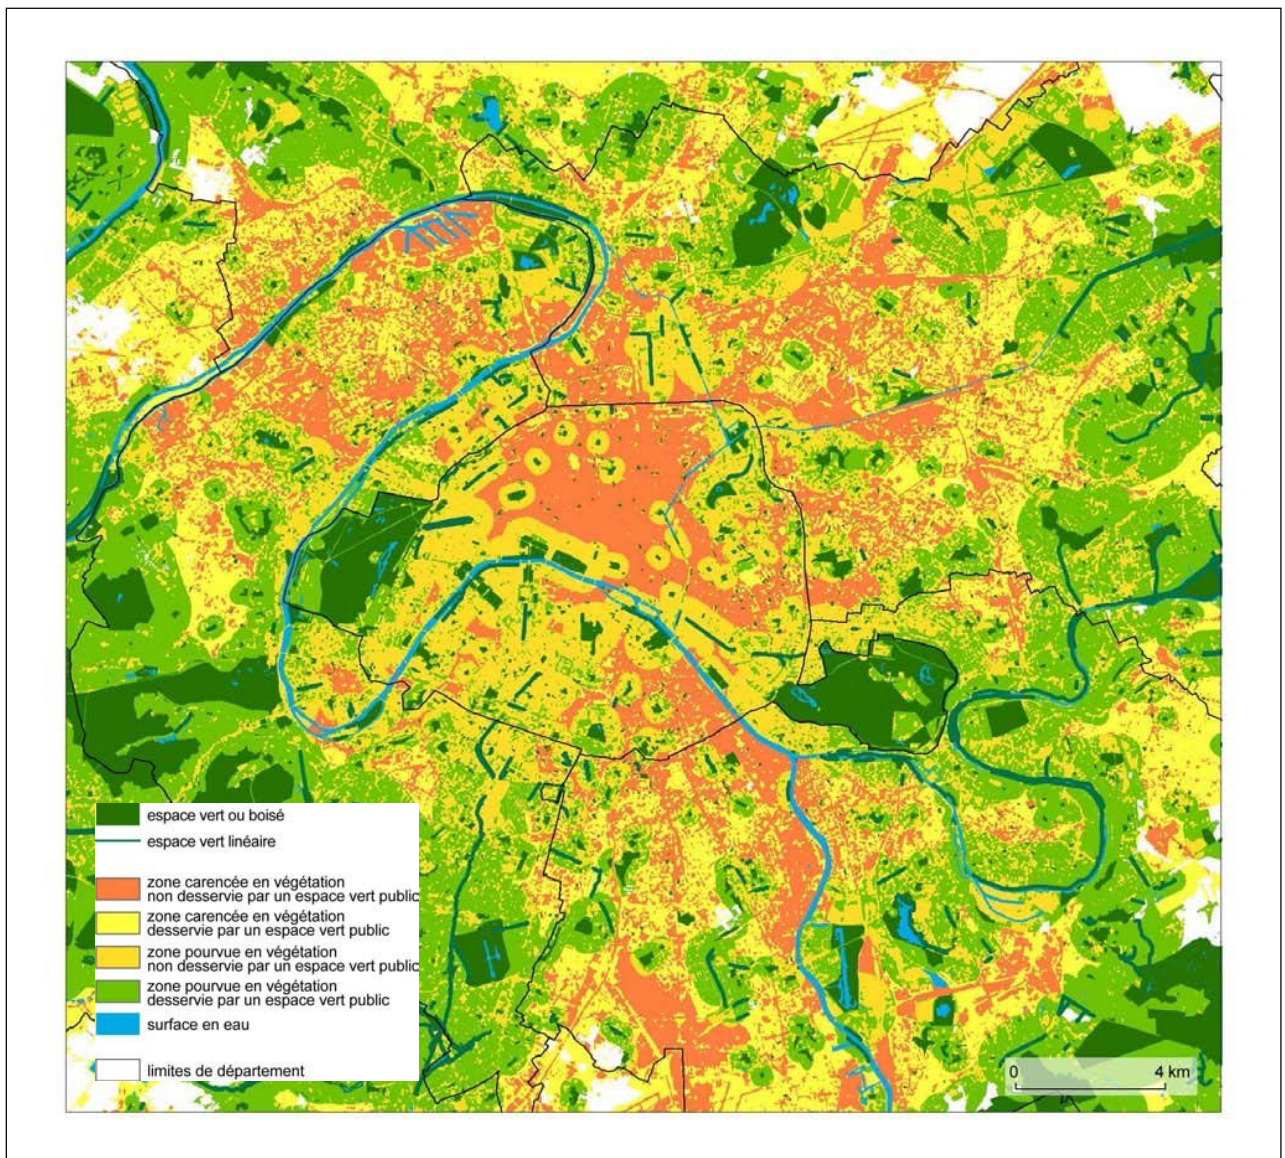 espace vert ou boisé
espace vert linéaire
zone carencée en végétation
non desservie par un espace vert public
zone carencée en végétation
desservie par un espace vert public
zone pourvue en végétation
non desservie par un espace vert public
zone pourvue en végétation
desservie par un espace vert public
surface en eau
limites de département
0 4 km